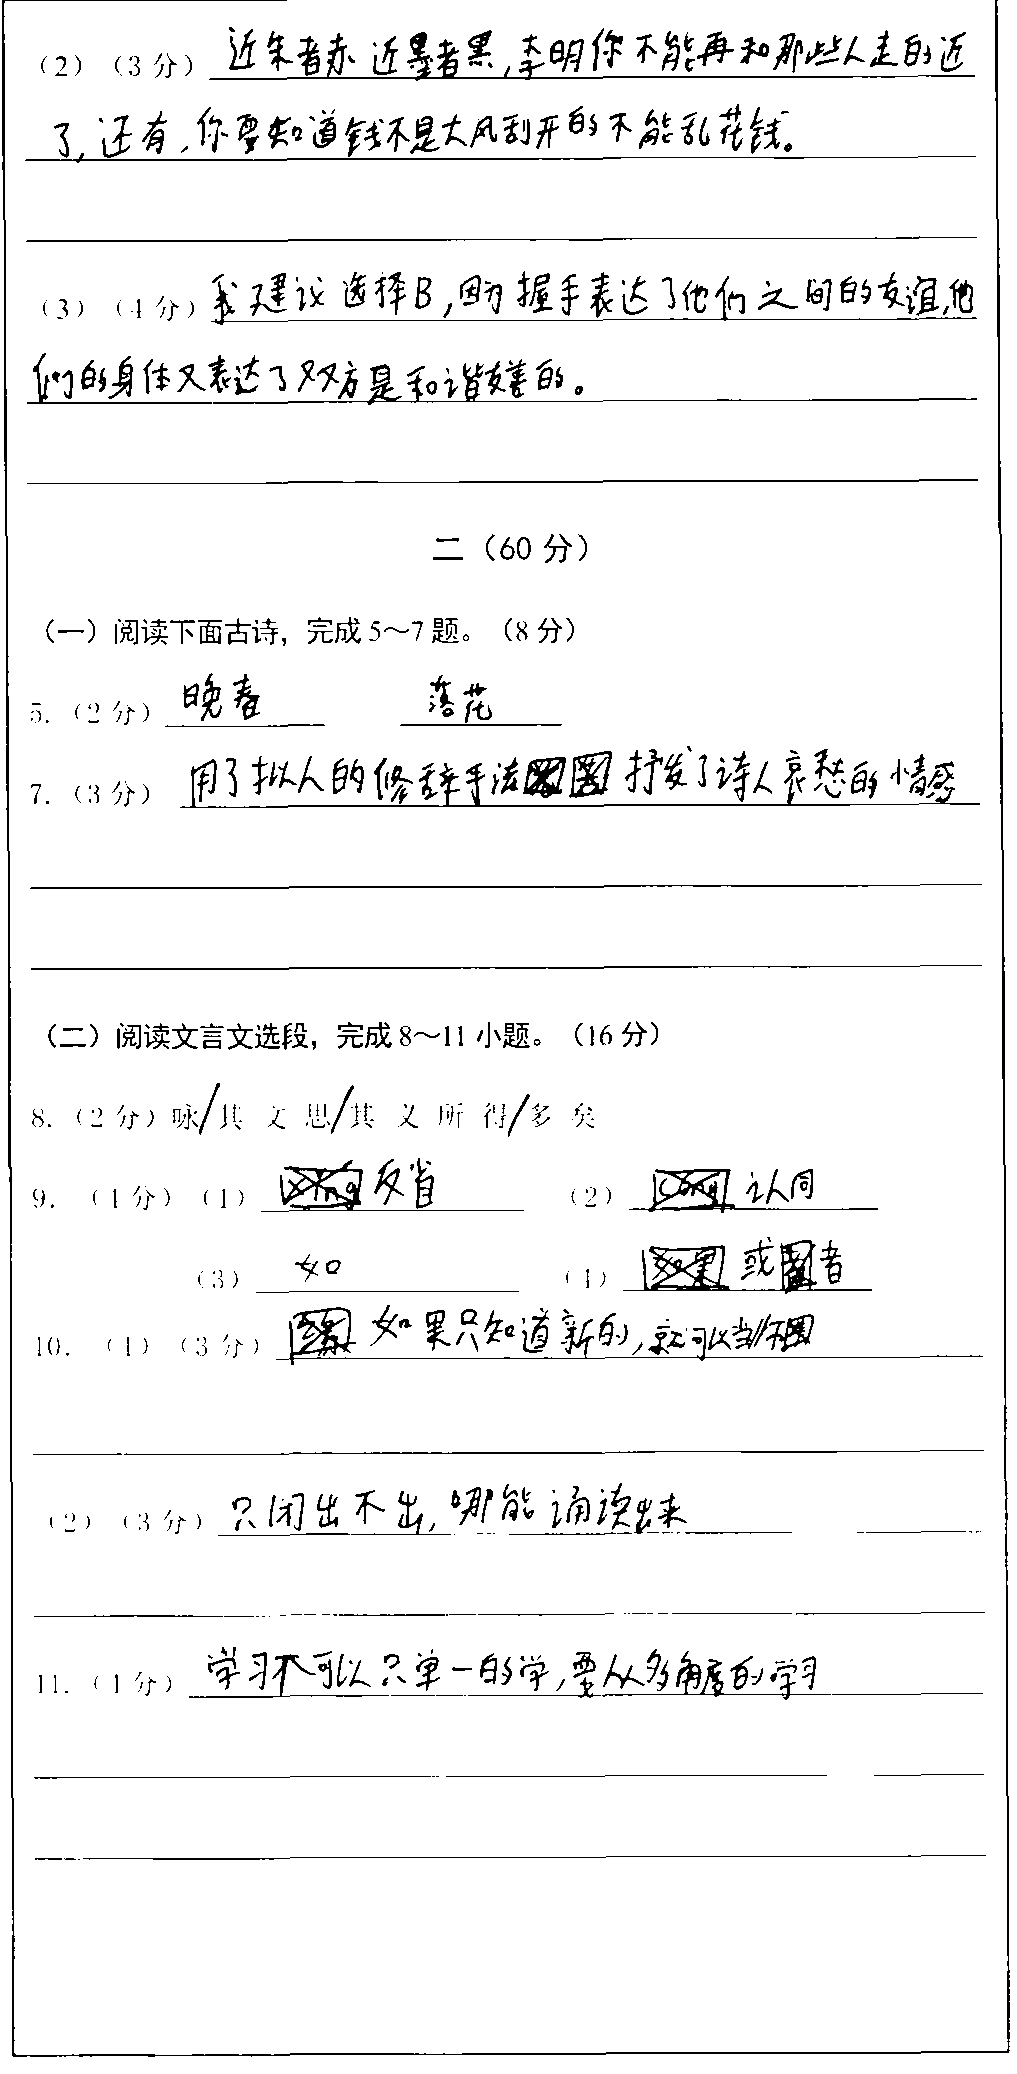 (2)（3分）近朱者赤 近墨者黑,李明你不能再和那些人走的近
了,还有,你要知道钱不是大风刮开的不能乱花钱。
(3)（4分）我建议选择B,因为握手表达了他们之间的友谊,他
们的身体又表达了双方是和谐友善的。
二（60分）
（一）阅读下面古诗，完成5～7题。（8分）
5.（2分）晚春 落花
7.（3分）用了拟人的修辞手法 抒发了诗人哀愁的情感
（二）阅读文言文选段，完成8～11小题。（16分）
8.（2分）咏/其 文 思/其 义 所 得/多 矣
9.（4分）（1）反省 （2）认同
（3）如 （4）或者
10.（1）（3分）如果只知道新的,就可以当师
（2）（3分）只闭出不出,哪能诵读出来
11.（4分）学习不可以只单一的学,要从多角度的学习